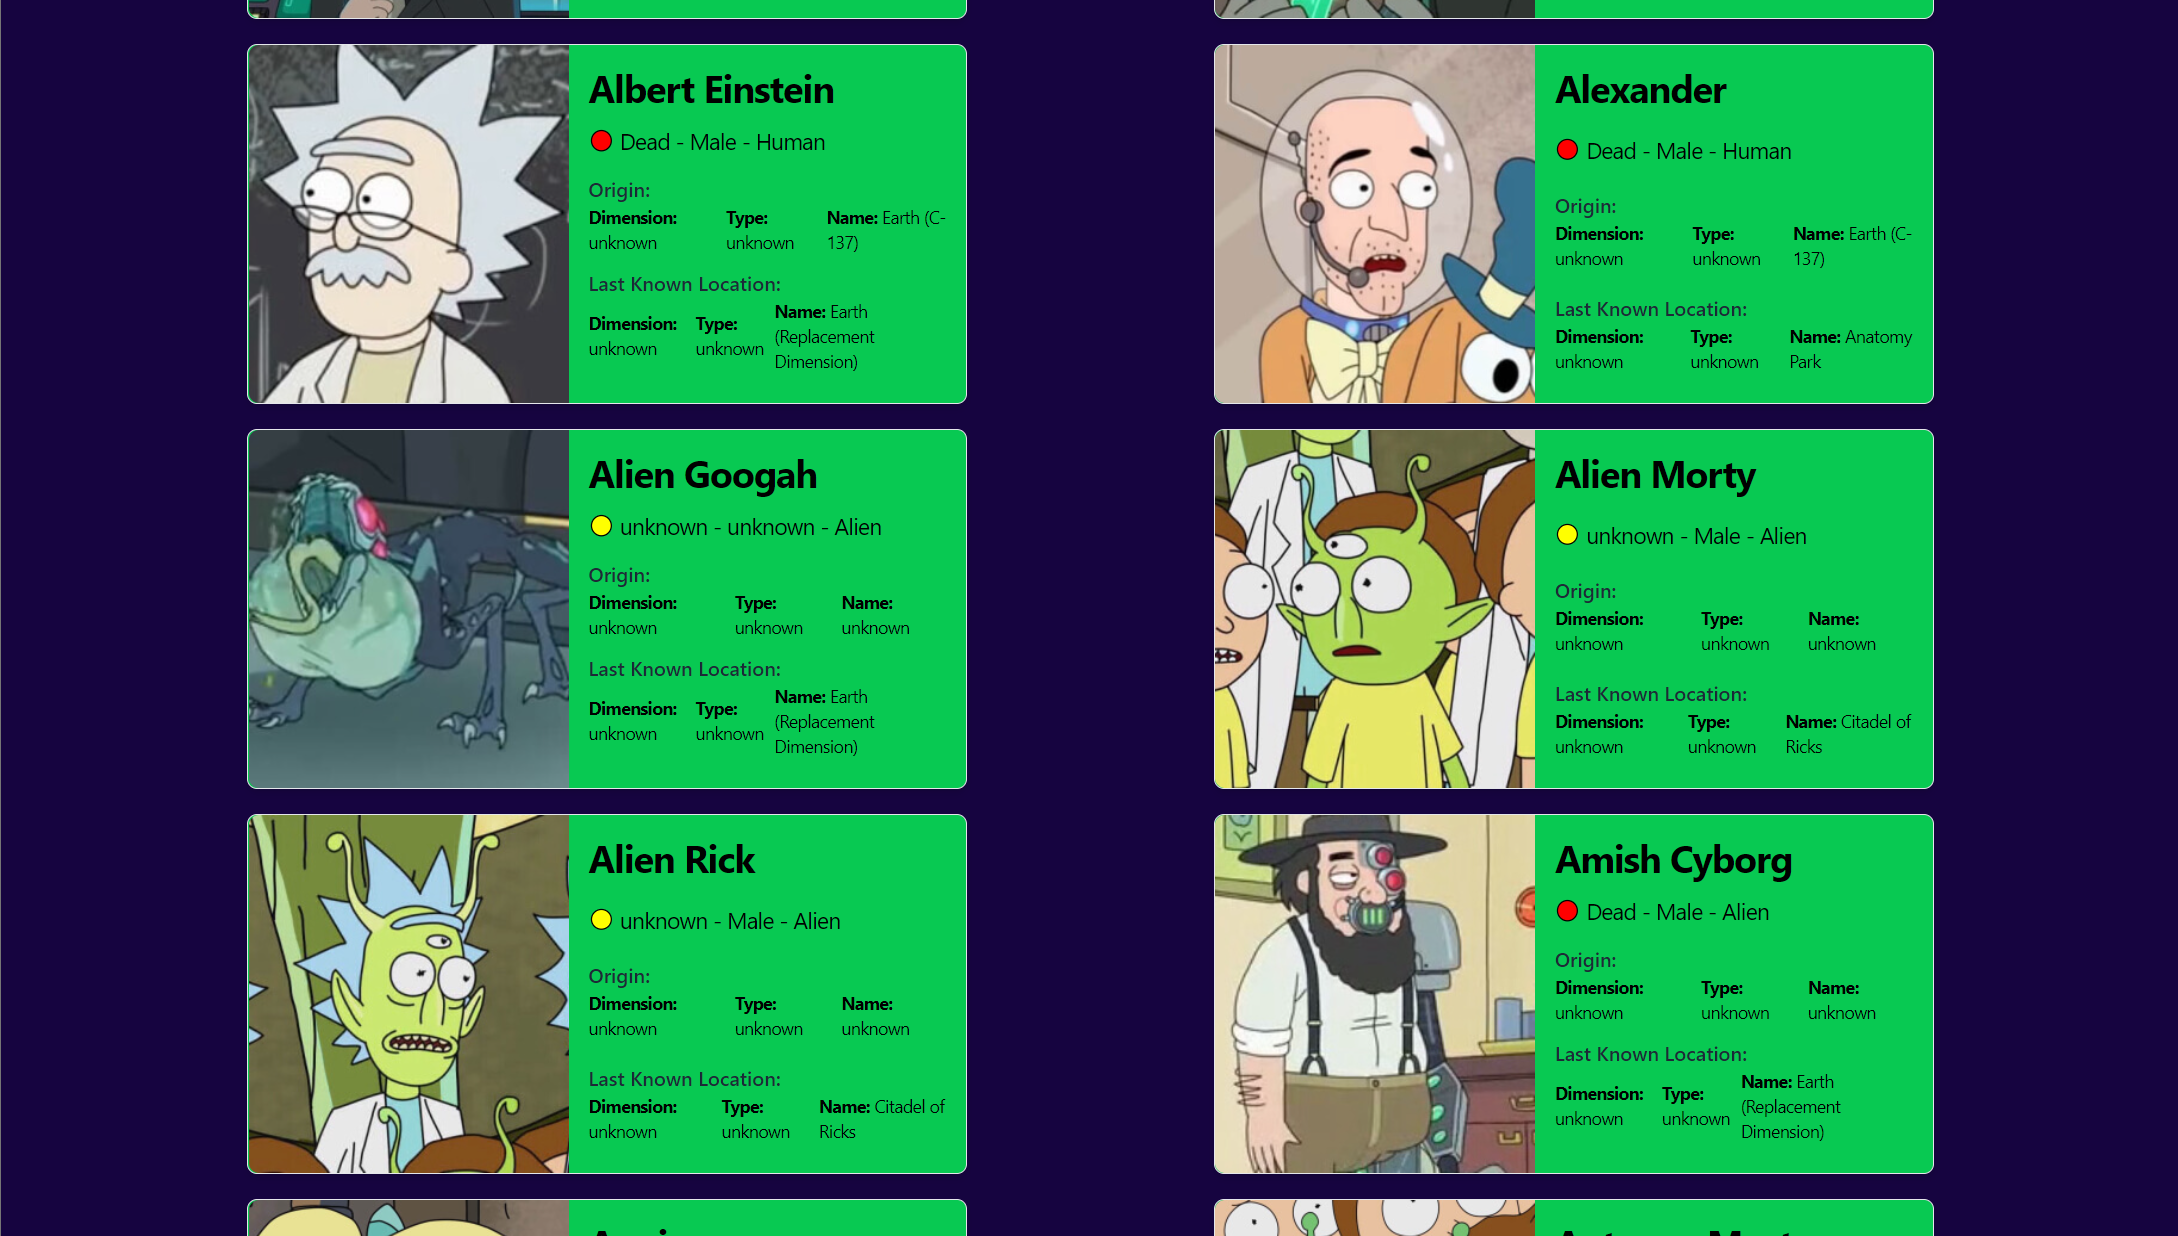 Albert Einstein
Dead - Male - Human
Origin:
Dimension: unknown
Type: unknown
Name: Earth (C-137)
Last Known Location:
Dimension: unknown
Type: unknown
Name: Earth (Replacement Dimension)
Alexander
Dead - Male - Human
Origin:
Dimension: unknown
Type: unknown
Name: Earth (C-137)
Last Known Location:
Dimension: unknown
Type: unknown
Name: Anatomy Park
Alien Googah
unknown - unknown - Alien
Origin:
Dimension: unknown
Type: unknown
Name: unknown
Last Known Location:
Dimension: unknown
Type: unknown
Name: Earth (Replacement Dimension)
Alien Morty
unknown - Male - Alien
Origin:
Dimension: unknown
Type: unknown
Name: unknown
Last Known Location:
Dimension: unknown
Type: unknown
Name: Citadel of Ricks
Alien Rick
unknown - Male - Alien
Origin:
Dimension: unknown
Type: unknown
Name: unknown
Last Known Location:
Dimension: unknown
Type: unknown
Name: Citadel of Ricks
Amish Cyborg
Dead - Male - Alien
Origin:
Dimension: unknown
Type: unknown
Name: unknown
Last Known Location:
Dimension: unknown
Type: unknown
Name: Earth (Replacement Dimension)